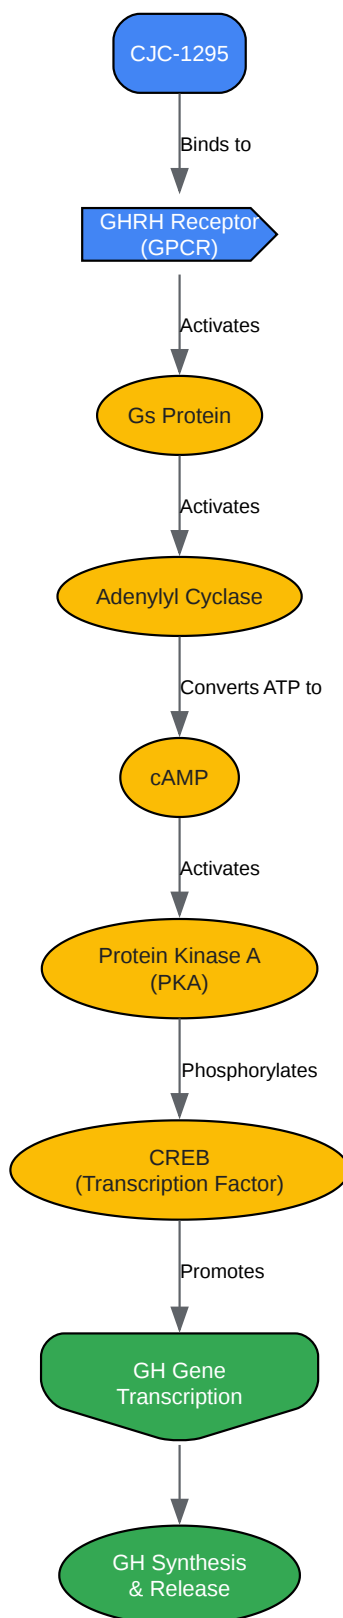 CJC-1295
Binds to
GHRH Receptor
(GPCR)
Activates
Gs Protein
Activates
Adenylyl Cyclase
Converts ATP to
cAMP
Activates
Protein Kinase A
(PKA)
Phosphorylates
CREB
(Transcription Factor)
Promotes
GH Gene
Transcription
GH Synthesis
& Release